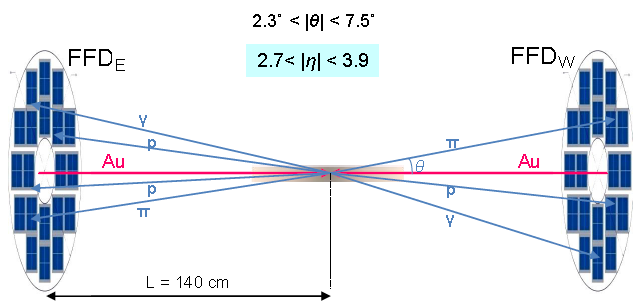 2.3˚ < |θ| < 7.5˚
FFD_E
2.7< |η| < 3.9
FFD_W
γ
p
π
Au
θ
Au
p
π
p
γ
L = 140 cm